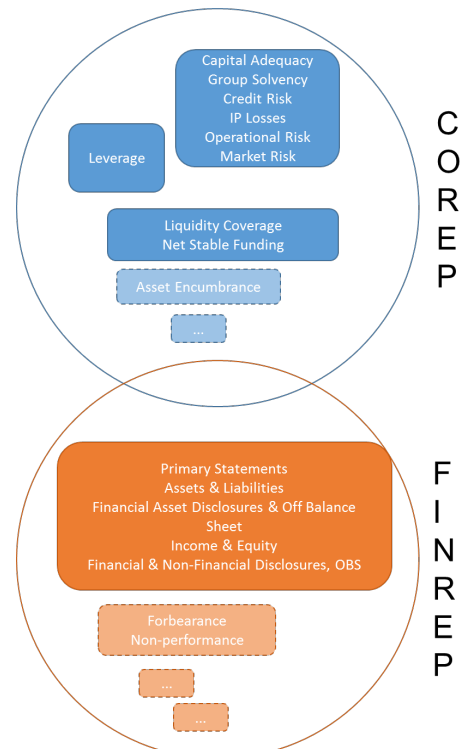 Capital Adequacy
Group Solvency
Credit Risk
IP Losses
Operational Risk
Market Risk
Leverage
Liquidity Coverage
Net Stable Funding
Asset Encumbrance
...
C
O
R
E
P
Primary Statements
Assets & Liabilities
Financial Asset Disclosures & Off Balance
Sheet
Income & Equity
Financial & Non-Financial Disclosures, OBS
Forbearance
Non-performance
...
...
F
I
N
R
E
P